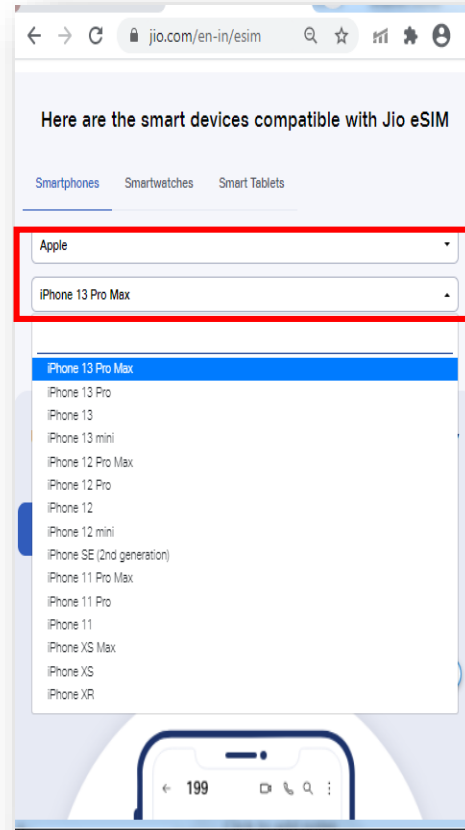 jio.com/en-in/esim
Here are the smart devices compatible with Jio eSIM
Smartphones Smartwatches Smart Tablets
Apple
iPhone 13 Pro Max
iPhone 13 Pro Max
iPhone 13 Pro
iPhone 13
iPhone 13 mini
iPhone 12 Pro Max
iPhone 12 Pro
iPhone 12
iPhone 12 mini
iPhone SE (2nd generation)
iPhone 11 Pro Max
iPhone 11 Pro
iPhone 11
iPhone XS Max
iPhone XS
iPhone XR
199